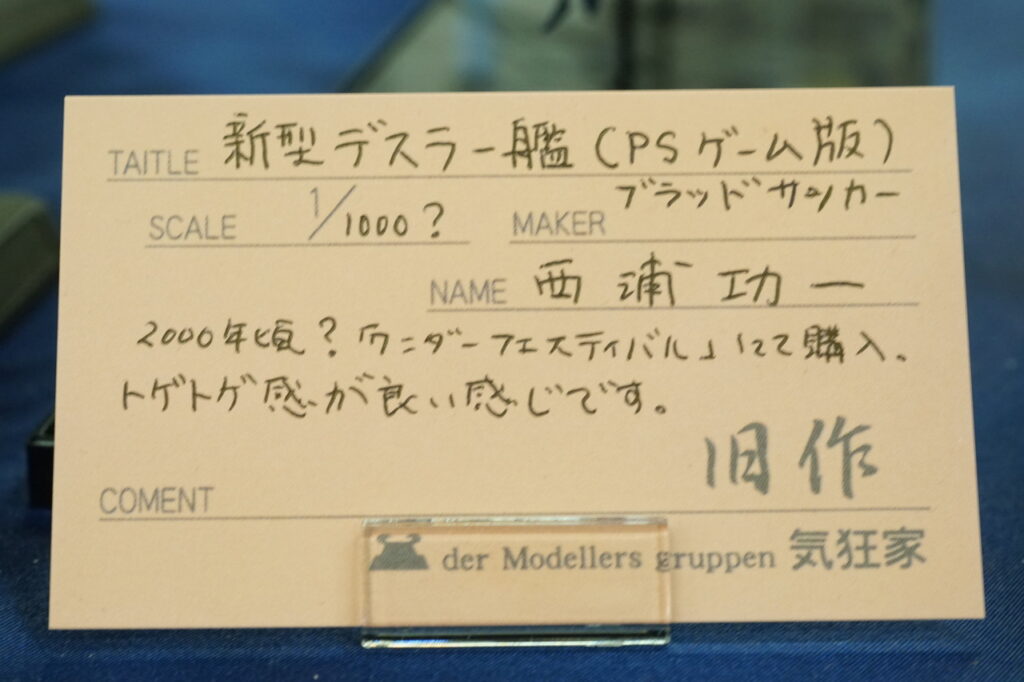 TAITLE 新型デスラー艦(PSゲーム版)
SCALE 1/1000? MAKER ブラッドサッカー
NAME 西浦功一
2000年頃?「ワンダーフェスティバル」にて購入。
トゲトゲ感が良い感じです。
旧作
COMENT
der Modellers gruppen 気狂家